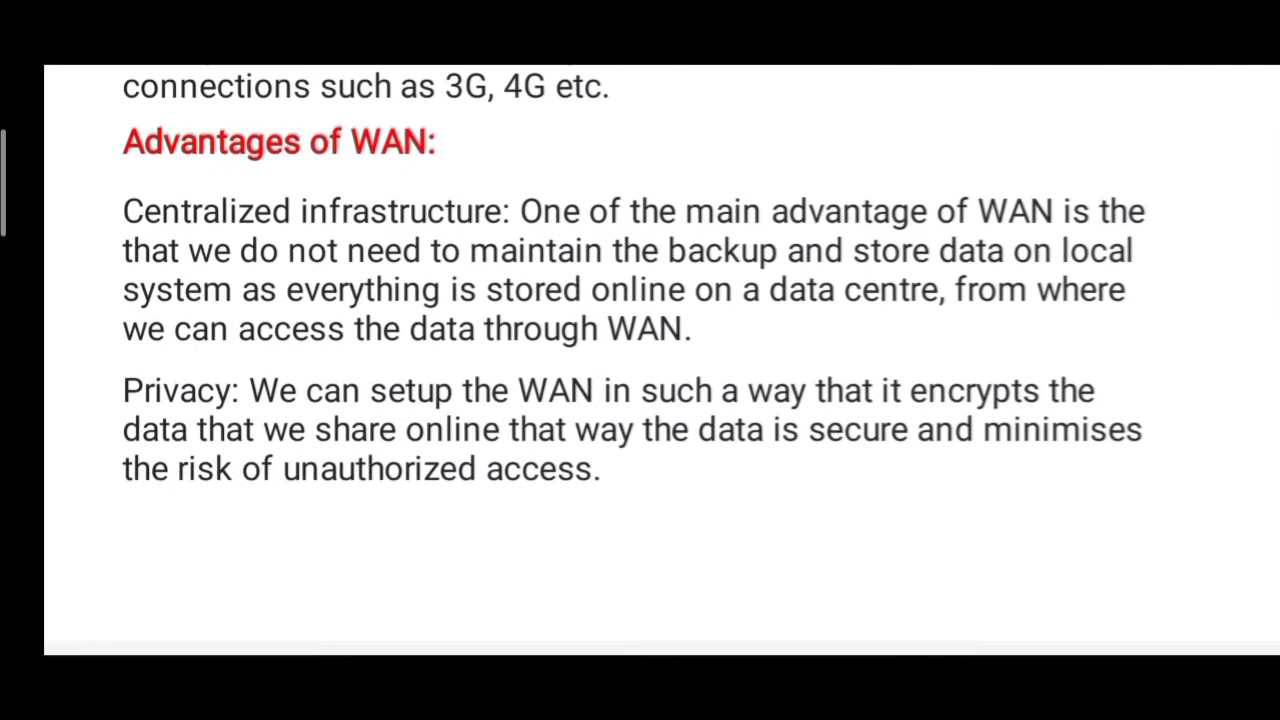 connections such as 3G, 4G etc.
Advantages of WAN:
Centralized infrastructure: One of the main advantage of WAN is the
that we do not need to maintain the backup and store data on local
system as everything is stored online on a data centre, from where
we can access the data through WAN.
Privacy: We can setup the WAN in such a way that it encrypts the
data that we share online that way the data is secure and minimises
the risk of unauthorized access.